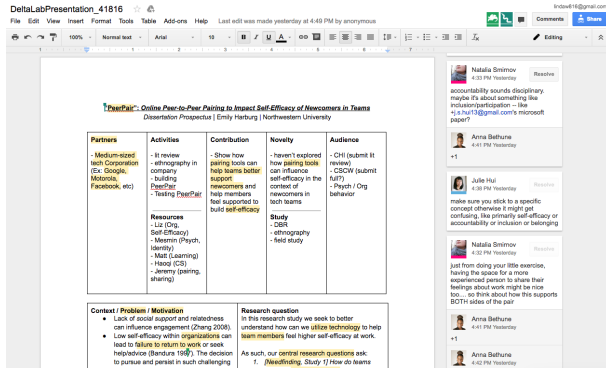 DeltaLabPresentation_41816
lindaw616@gmail.com
File Edit View Insert Format Tools Table Add-ons Help Last edit was made yesterday at 4:49 PM by anonymous
Comments
Share
100% Normal text Arial 10 B I U A Editing
"PeerPair": Online Peer-to-Peer Pairing to Impact Self-Efficacy of Newcomers in Teams
Dissertation Prospectus | Emily Harburg | Northwestern University
Partners
- Medium-sized
tech Corporation
(Ex: Google,
Motorola,
Facebook, etc)
Activities
- lit review
- ethnography in
company
- building
PeerPair
- Testing PeerPair
Resources
- Liz (Org,
Self-Efficacy)
- Mesmin (Psych,
Identity)
- Matt (Learning)
- Haoqi (CS)
- Jeremy (pairing,
sharing)
Contribution
- Show how
pairing tools can
help teams better
support
newcomers and
help members
feel supported to
build self-efficacy
Novelty
- haven't explored
how pairing tools
can influence
self-efficacy in the
context of
newcomers in
tech teams
Study
- DBR
- ethnography
- field study
Audience
- CHI (submit lit
review)
- CSCW (submit
full?)
- Psych / Org
behavior
Context / Problem / Motivation
● Lack of social support and relatedness
can influence engagement (Zhang 2008).
● Low self-efficacy within organizations can
lead to failure to return to work or seek
help/advice (Bandura 1997). The decision
to pursue and persist in such challenging
Research question
In this research study we seek to better
understand how can we utilize technology to help
team members feel higher self-efficacy at work.
As such, our central research questions ask:
1. [Needfinding, Study 1] How do teams
Natalia Smirnov
4:33 PM Yesterday
Resolve
accountability sounds disciplinary.
maybe it's about something like
inclusion/participation -- like
+j.s.hui13@gmail.com's microsoft
paper?
Anna Bethune
4:41 PM Yesterday
+1
Julie Hui
4:38 PM Yesterday
Resolve
make sure you stick to a specific
concept otherwise it might get
confusing, like primarily self-efficacy or
accountability or inclusion or belonging
Natalia Smirnov
4:32 PM Yesterday
Resolve
just from doing your little exercise,
having the space for a more
experienced person to share their
feelings about work might be nice
too.... so think about how this supports
BOTH sides of the pair
Anna Bethune
4:41 PM Yesterday
+1
Anna Bethune
4:42 PM Yesterday